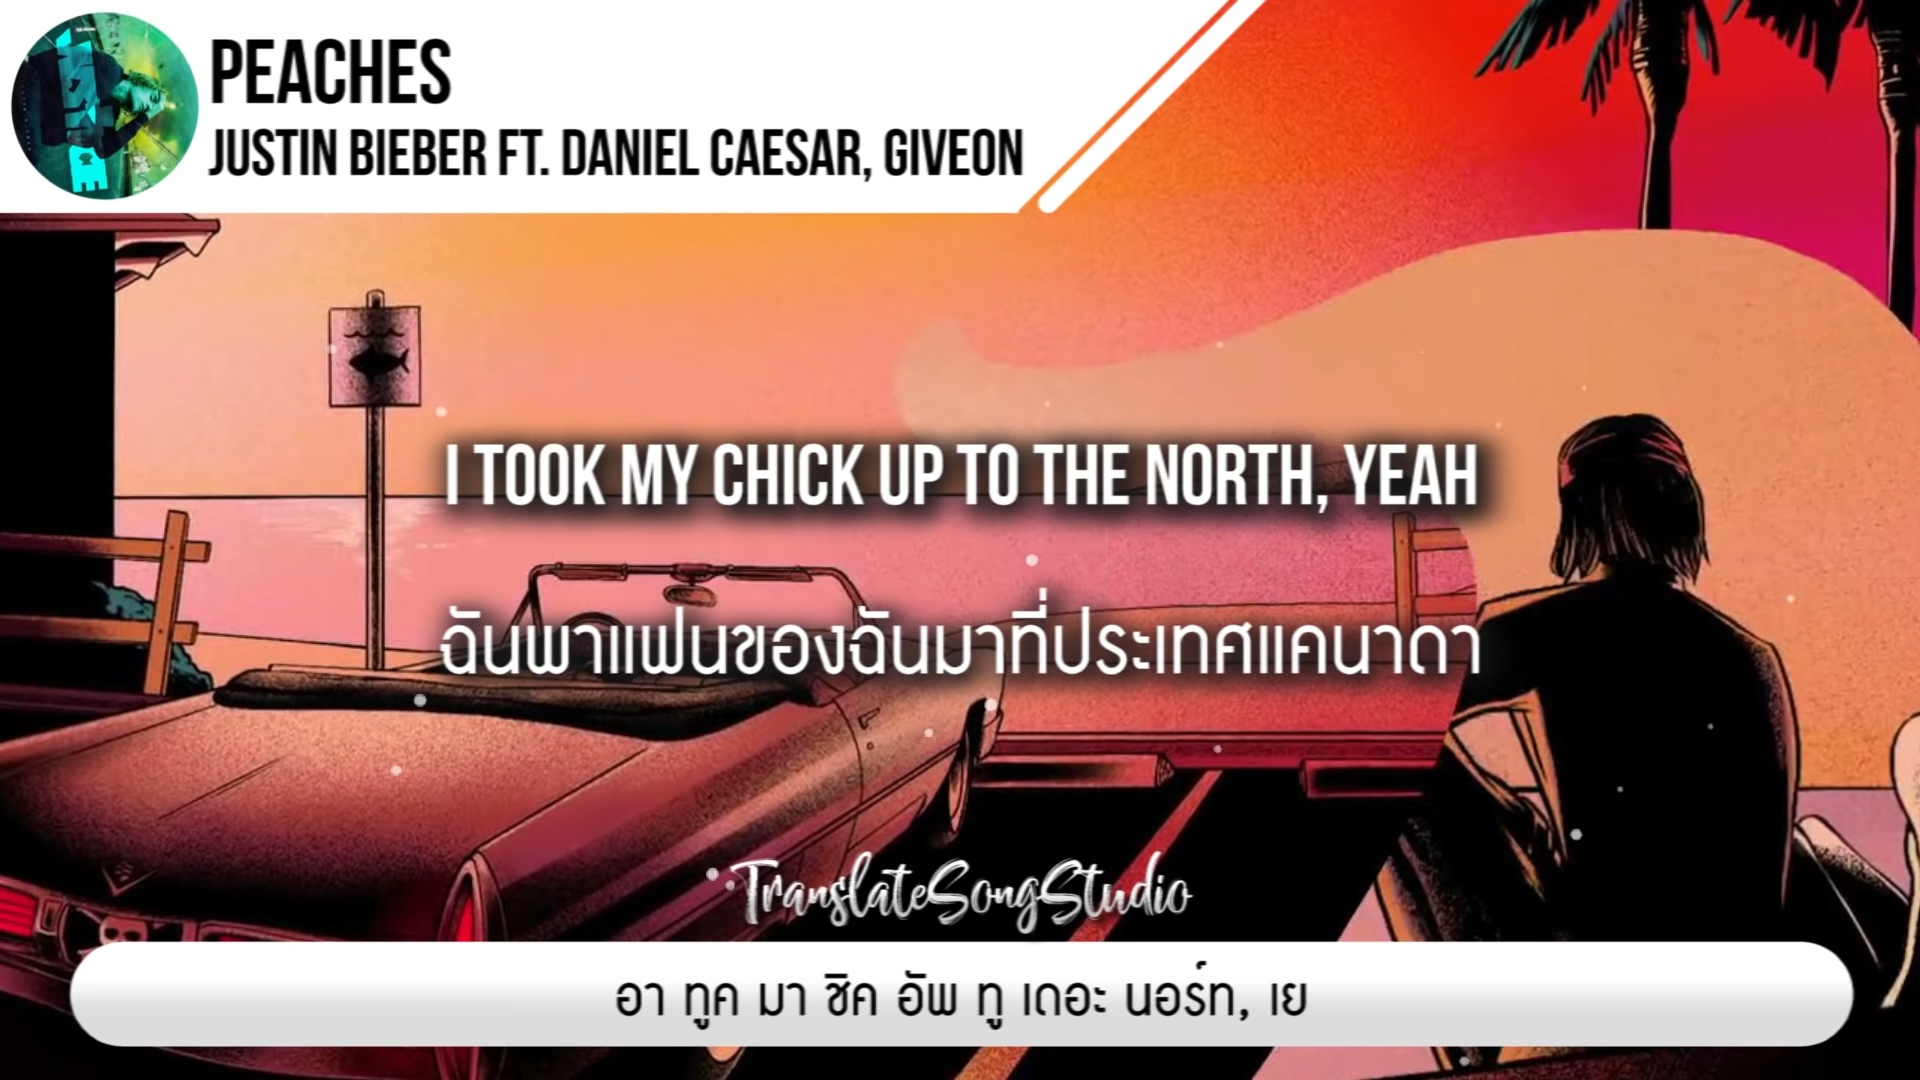 PEACHES
JUSTIN BIEBER FT. DANIEL CAESAR, GIVEON
I TOOK MY CHICK UP TO THE NORTH, YEAH
ฉันพาแฟนของฉันมาที่ประเทศแคนาดา
TranslateSongStudio
อา ทูค มา ชิค อัพ ทู เดอะ นอร์ท, เย